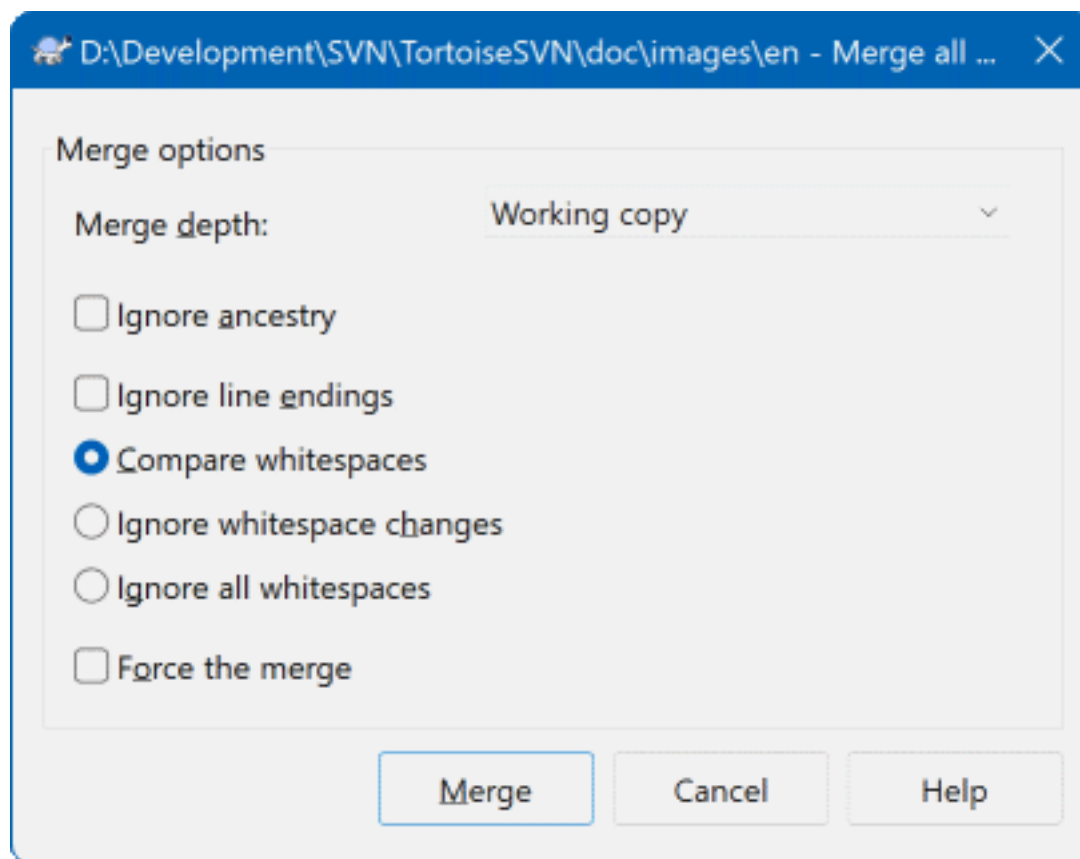 D:\Development\SVN\TortoiseSVN\doc\images\en - Merge all ...
Merge options
Merge depth: Working copy
Ignore ancestry
Ignore line endings
Compare whitespaces
Ignore whitespace changes
Ignore all whitespaces
Force the merge
Merge Cancel Help